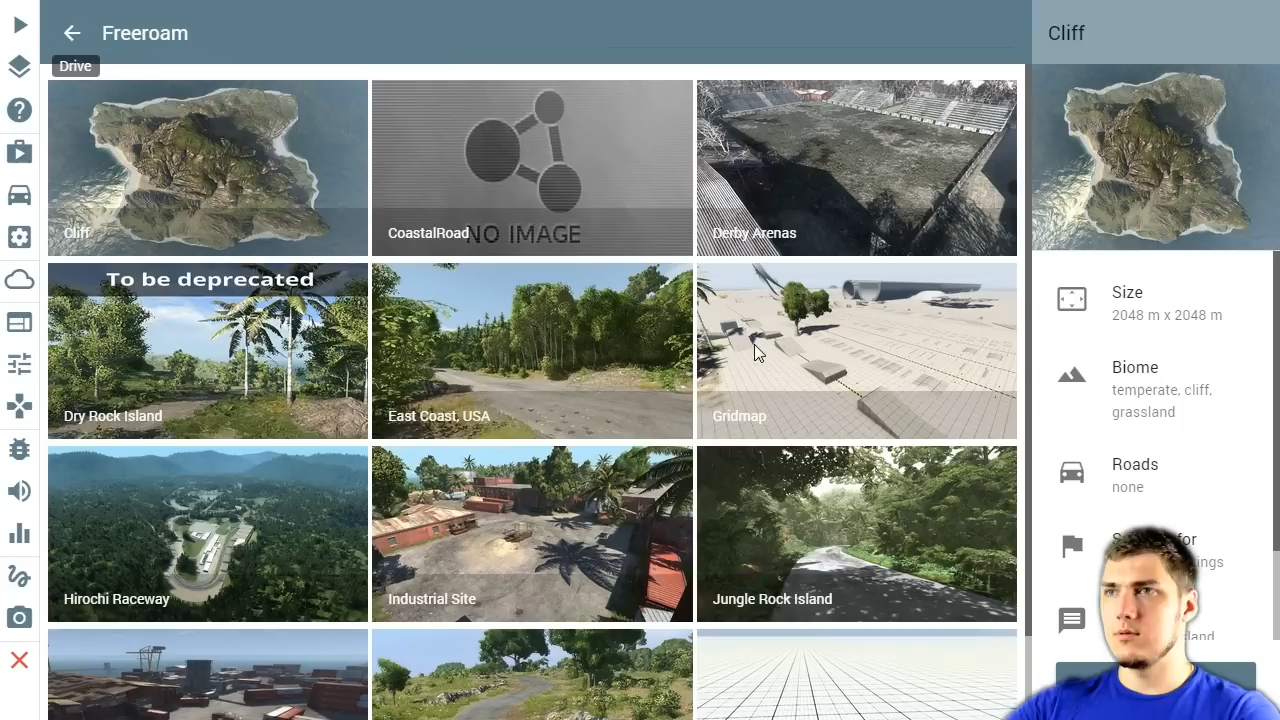 Freeroam
Drive
Cliff
CoastalRoad
NO IMAGE
Derby Arenas
To be deprecated
Dry Rock Island
East Coast, USA
Gridmap
Hirochi Raceway
Industrial Site
Jungle Rock Island
Cliff
Size
2048 m x 2048 m
Biome
temperate, cliff,
grassland
Roads
none